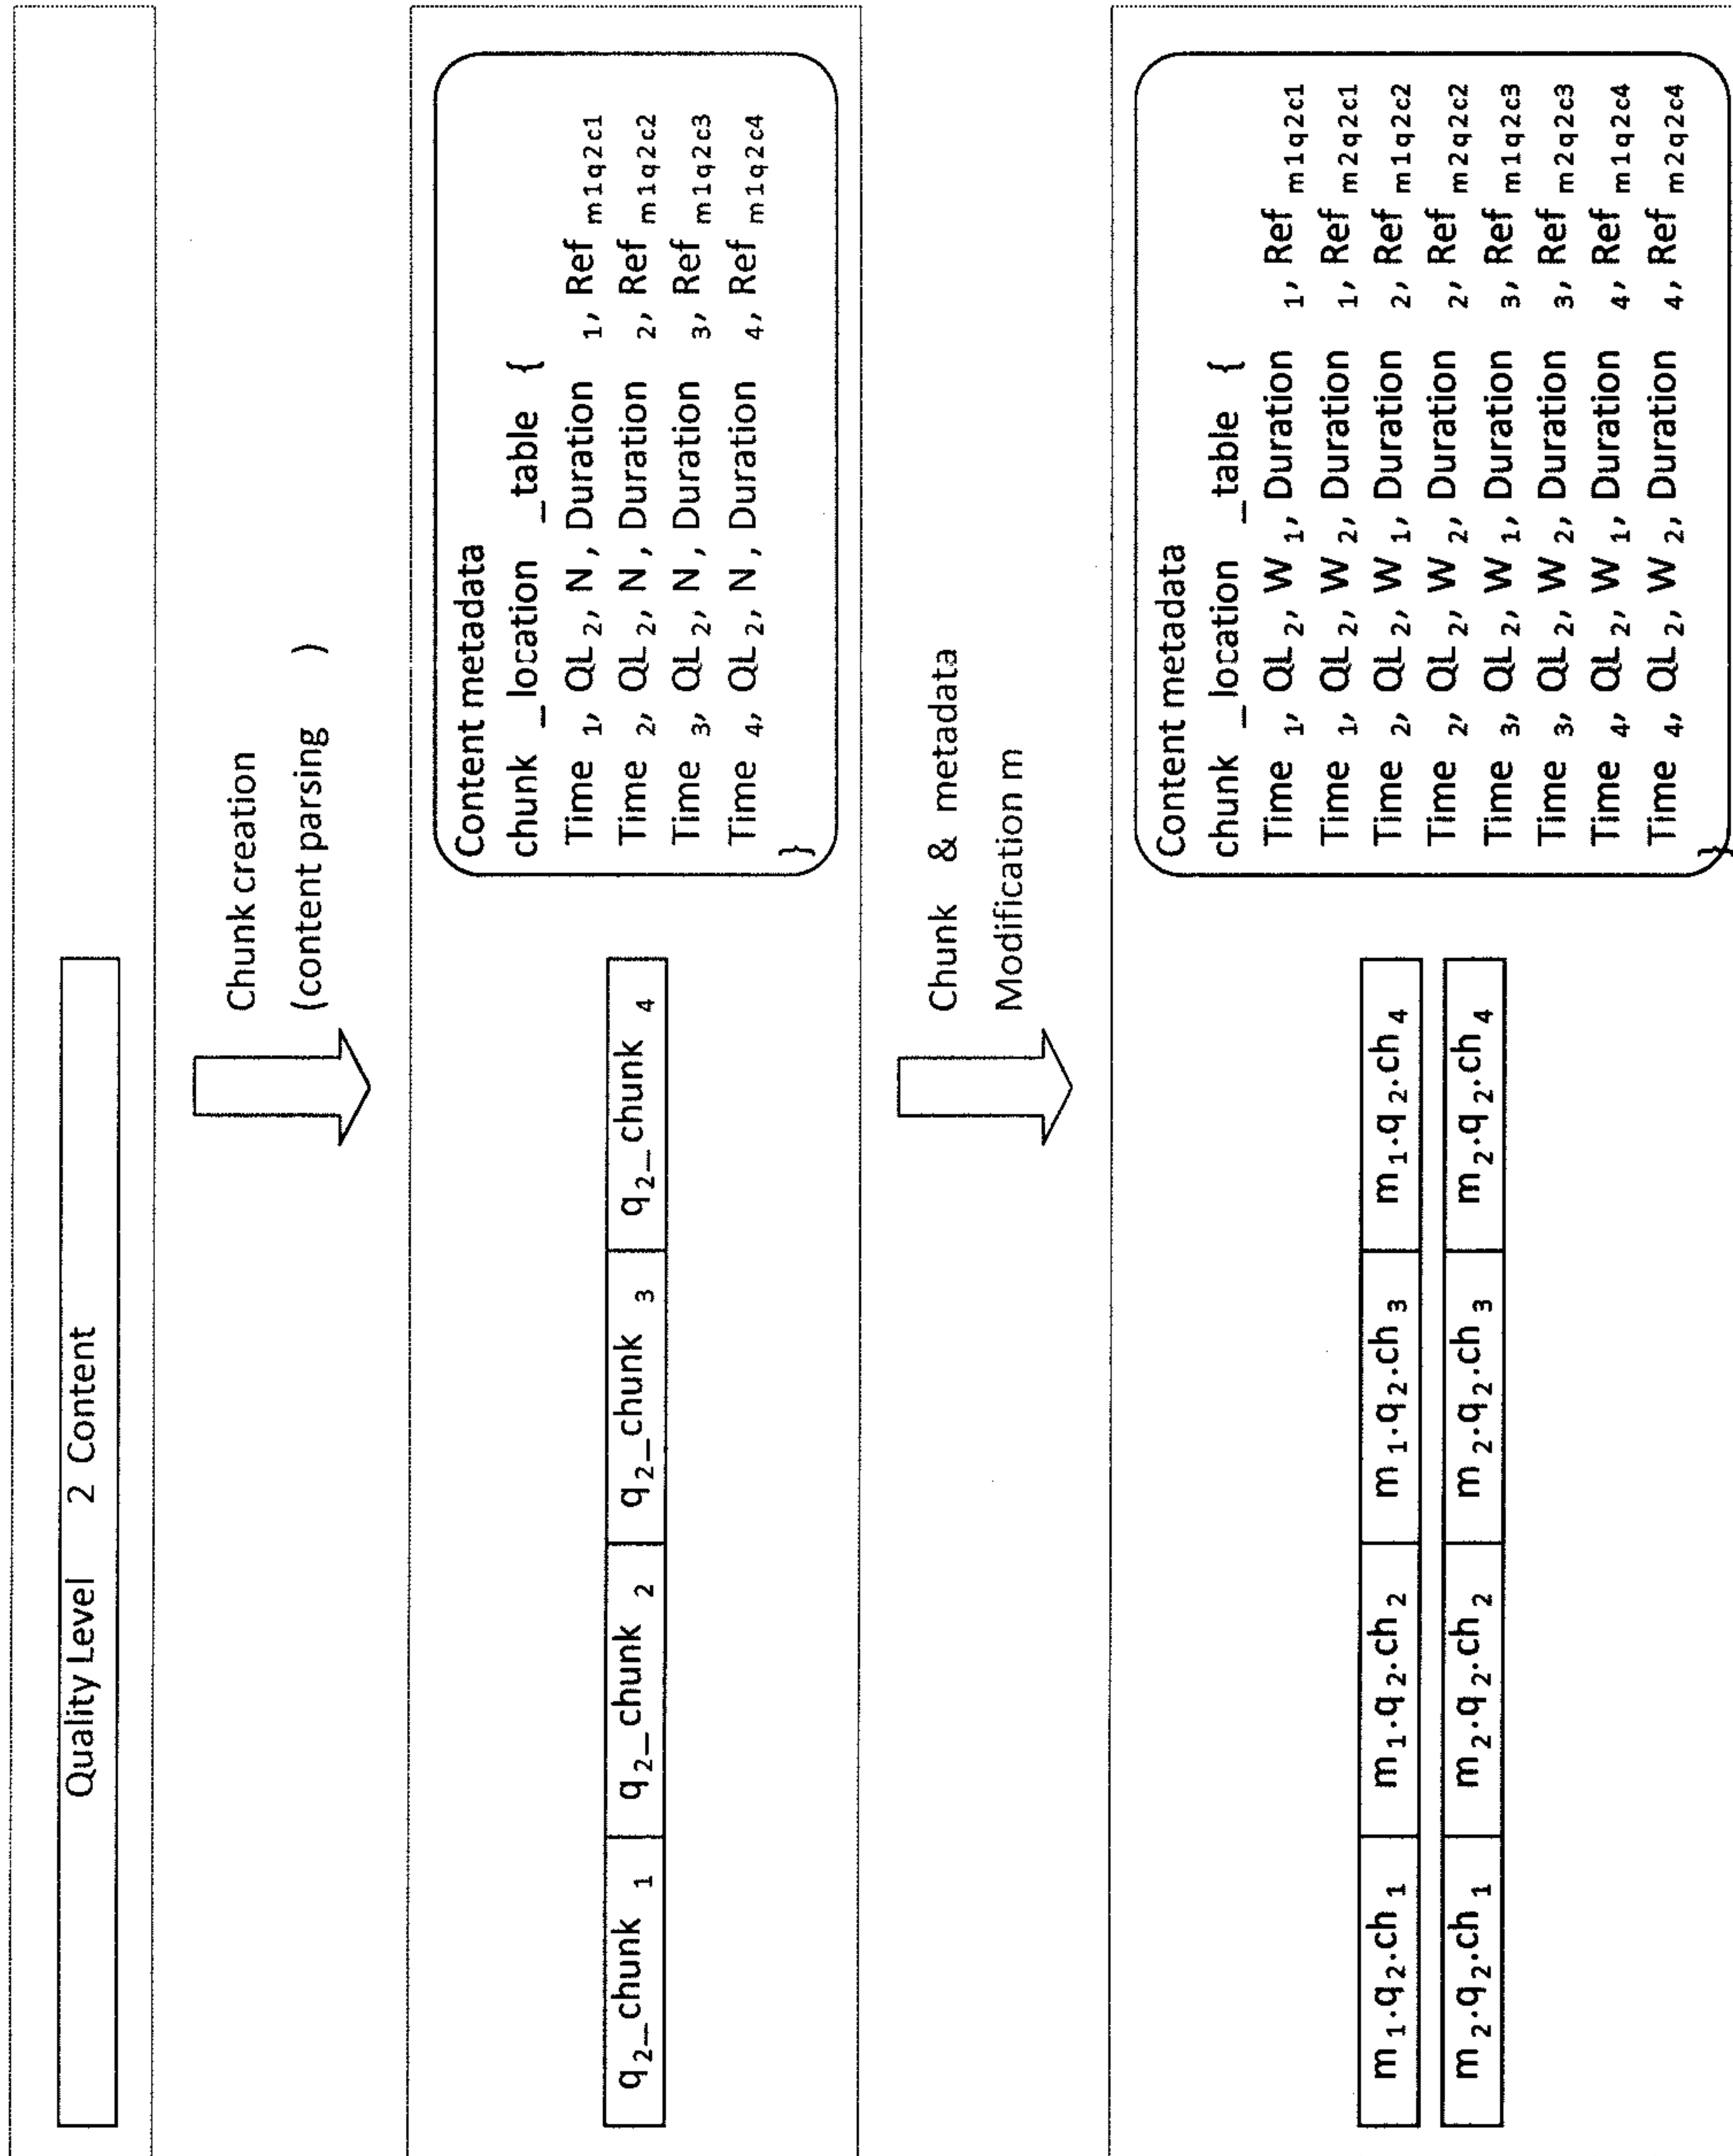 Quality Level 2 Content
Chunk creation
(content parsing )
q₂_chunk ₁ q₂_chunk ₂ q₂_chunk ₃ q₂_chunk ₄
Content metadata
chunk _location _table {
Time ₁, QL ₂, N , Duration ₁, Ref m1q2c1
Time ₂, QL ₂, N , Duration ₂, Ref m1q2c2
Time ₃, QL ₂, N , Duration ₃, Ref m1q2c3
Time ₄, QL ₂, N , Duration ₄, Ref m1q2c4
}
Chunk & metadata
Modification m
m₁.q₂.ch₁ m₁.q₂.ch₂ m₁.q₂.ch₃ m₁.q₂.ch₄
m₂.q₂.ch₁ m₂.q₂.ch₂ m₂.q₂.ch₃ m₂.q₂.ch₄
Content metadata
chunk _location _table {
Time ₁, QL ₂, W ₁, Duration ₁, Ref m1q2c1
Time ₁, QL ₂, W ₂, Duration ₁, Ref m2q2c1
Time ₂, QL ₂, W ₁, Duration ₂, Ref m1q2c2
Time ₂, QL ₂, W ₂, Duration ₂, Ref m2q2c2
Time ₃, QL ₂, W ₁, Duration ₃, Ref m1q2c3
Time ₃, QL ₂, W ₂, Duration ₃, Ref m2q2c3
Time ₄, QL ₂, W ₁, Duration ₄, Ref m1q2c4
Time ₄, QL ₂, W ₂, Duration ₄, Ref m2q2c4
}